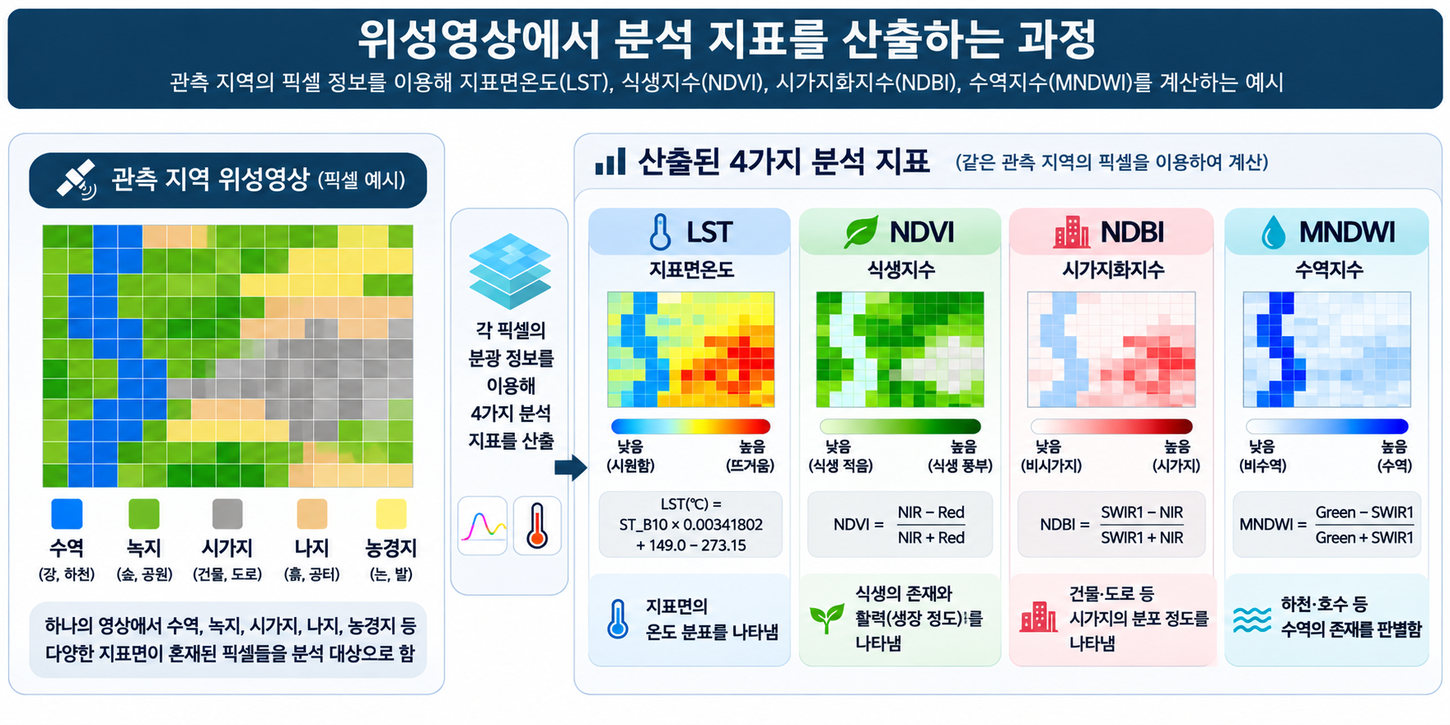 위성영상에서 분석 지표를 산출하는 과정
관측 지역의 픽셀 정보를 이용해 지표면온도(LST), 식생지수(NDVI), 시가지화지수(NDBI), 수역지수(MNDWI)를 계산하는 예시
관측 지역 위성영상 (픽셀 예시)
수역
(강, 하천)
녹지
(숲, 공원)
시가지
(건물, 도로)
나지
(흙, 공터)
농경지
(논, 발)
하나의 영상애서 수역, 녹지, 시가지, 나지, 농경지 등
다양한 지표면이 혼재된 픽셀들을 분석 대상으로 함
각 픽셀의
분광 정보를
이용해
4가지 분석
지표를 산출
산출된 4가지 분석 지표 (같은 관측 지역의 픽셀을 이용하여 계산)
LST
지표면온도
낮음
(시원함)
높음
(뜨거움)
LST(℃) =
ST_B10 × 0.00341802
+ 149.0 – 273.15
지표면의
온도 분표를 나타냄
NDVI
식생지수
낮음
(식생 적음)
높음
(식생 풍부)
NDVI = NIR – Red
NIR + Red
식생의 존재와
활력(생장 정도)를
나타냄
NDBI
시가지화지수
낮음
(비시가지)
높음
(시가지)
NDBI = SWIR1 – NIR
SWIR1 + NIR
건물·도로 등
시가지의 분포 정도를
나타냄
MNDWI
수역지수
낮음
(비수역)
높음
(수역)
MNDWI = Green – SWIR1
Green + SWIR1
하천·호수 등
수역의 존재를 판별함